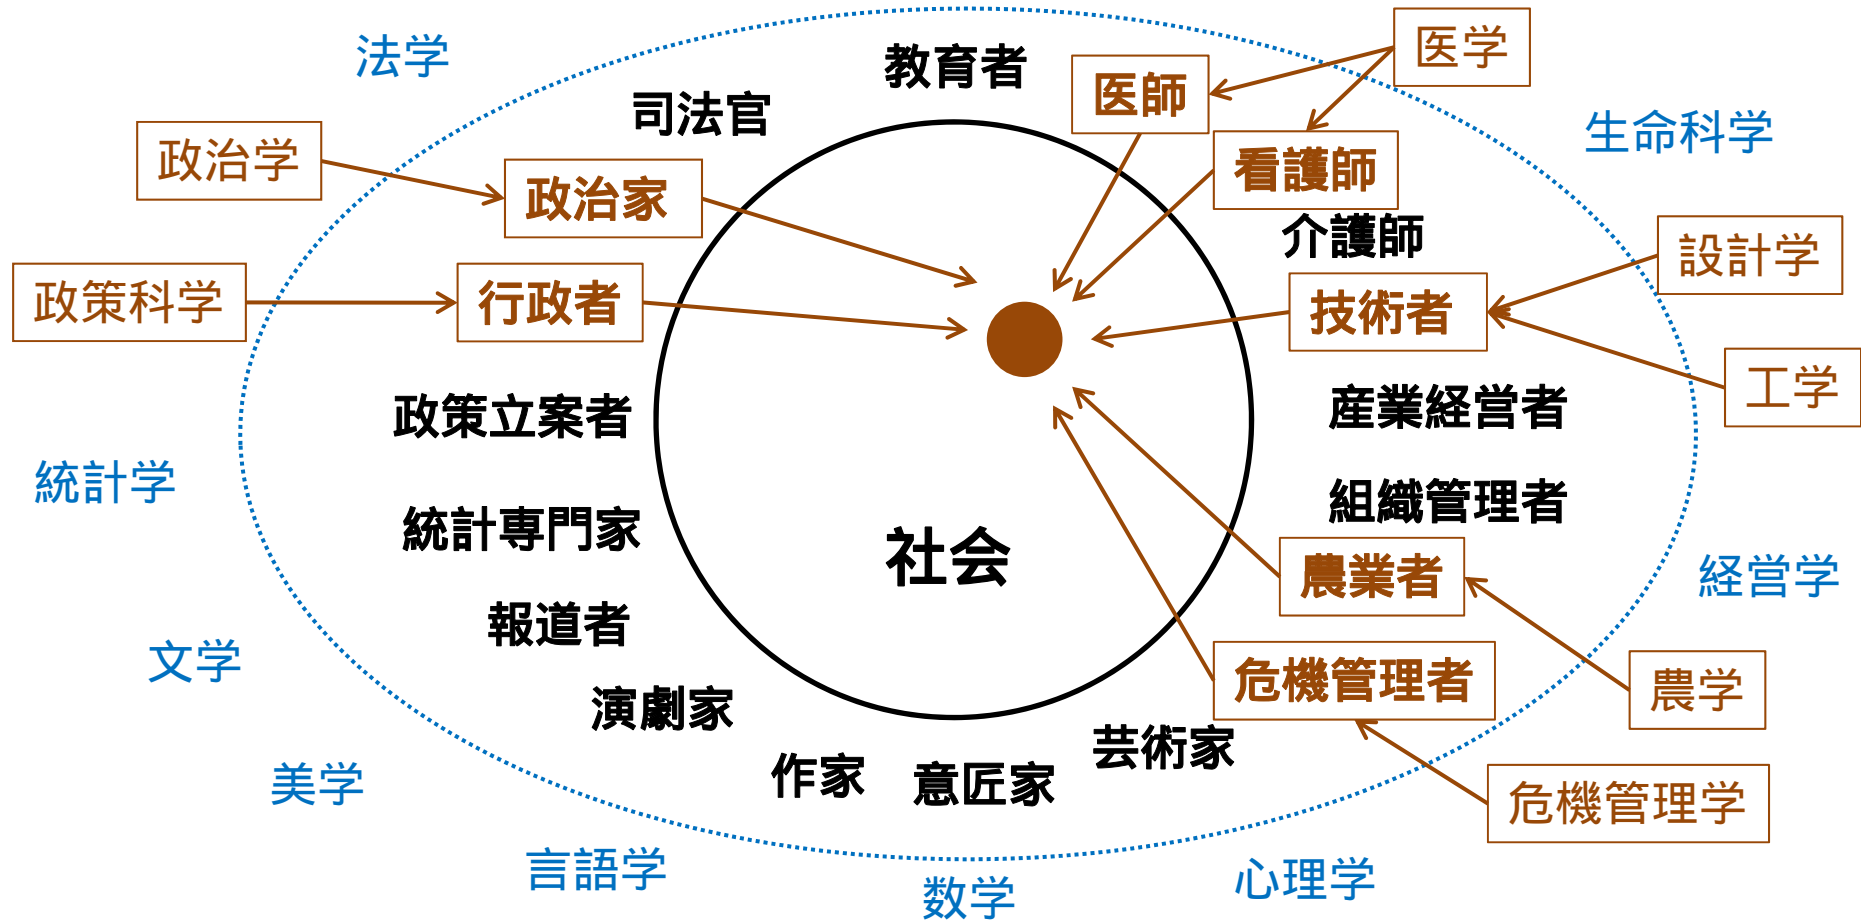 法学
教育者
医師
医学
司法官
生命科学
政治学
政治家
看護師
介護師
設計学
政策科学
行政者
技術者
工学
政策立案者
産業経営者
統計学
組織管理者
統計専門家
社会
農業者
経営学
報道者
文学
危機管理者
農学
演劇家
芸術家
作家
意匠家
美学
危機管理学
言語学
数学
心理学